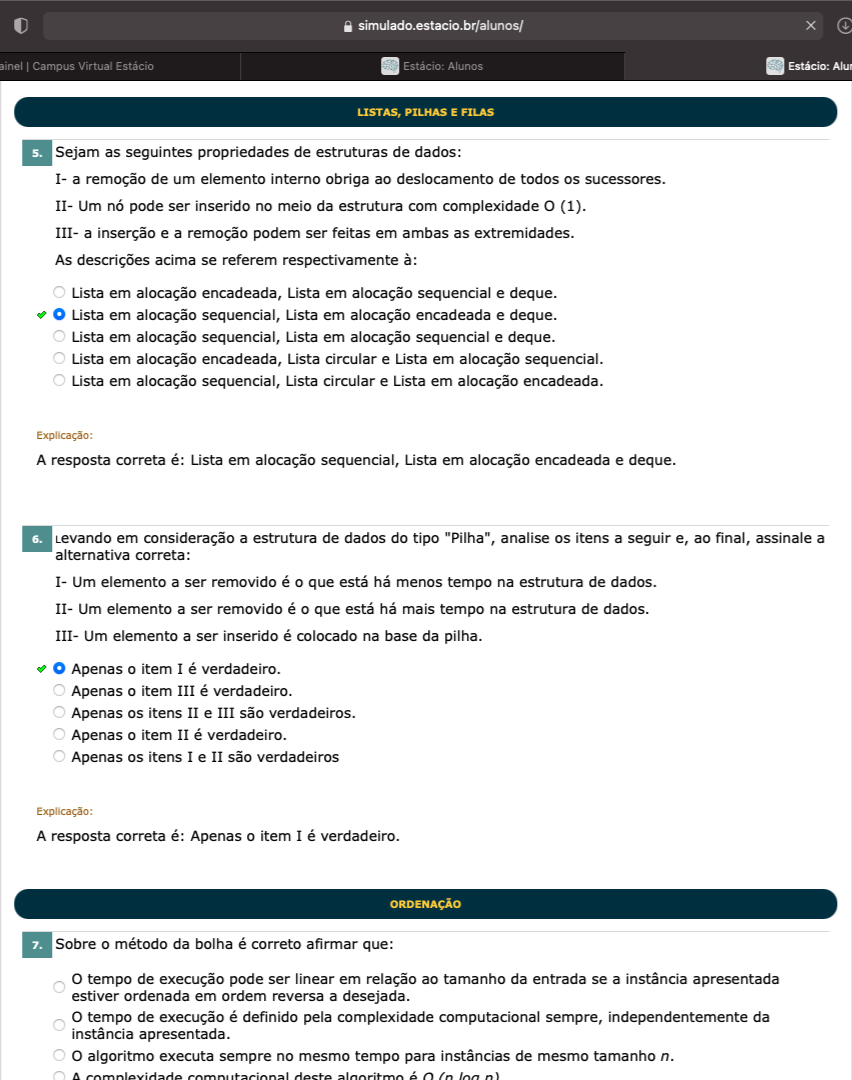 simulado.estacio.br/alunos/
ainel | Campus Virtual Estácio
Estácio: Alunos
Estácio: Alu
LISTAS, PILHAS E FILAS
5. Sejam as seguintes propriedades de estruturas de dados:
I- a remoção de um elemento interno obriga ao deslocamento de todos os sucessores.
II- Um nó pode ser inserido no meio da estrutura com complexidade O (1).
III- a inserção e a remoção podem ser feitas em ambas as extremidades.
As descrições acima se referem respectivamente à:
Lista em alocação encadeada, Lista em alocação sequencial e deque.
Lista em alocação sequencial, Lista em alocação encadeada e deque.
Lista em alocação sequencial, Lista em alocação sequencial e deque.
Lista em alocação encadeada, Lista circular e Lista em alocação sequencial.
Lista em alocação sequencial, Lista circular e Lista em alocação encadeada.
Explicação:
A resposta correta é: Lista em alocação sequencial, Lista em alocação encadeada e deque.
6. Levando em consideração a estrutura de dados do tipo "Pilha", analise os itens a seguir e, ao final, assinale a
alternativa correta:
I- Um elemento a ser removido é o que está há menos tempo na estrutura de dados.
II- Um elemento a ser removido é o que está há mais tempo na estrutura de dados.
III- Um elemento a ser inserido é colocado na base da pilha.
Apenas o item I é verdadeiro.
Apenas o item III é verdadeiro.
Apenas os itens II e III são verdadeiros.
Apenas o item II é verdadeiro.
Apenas os itens I e II são verdadeiros
Explicação:
A resposta correta é: Apenas o item I é verdadeiro.
ORDENAÇÃO
7. Sobre o método da bolha é correto afirmar que:
O tempo de execução pode ser linear em relação ao tamanho da entrada se a instância apresentada
estiver ordenada em ordem reversa a desejada.
O tempo de execução é definido pela complexidade computacional sempre, independentemente da
instância apresentada.
O algoritmo executa sempre no mesmo tempo para instâncias de mesmo tamanho n.
A complexidade computacional deste algoritmo é O (n log n)